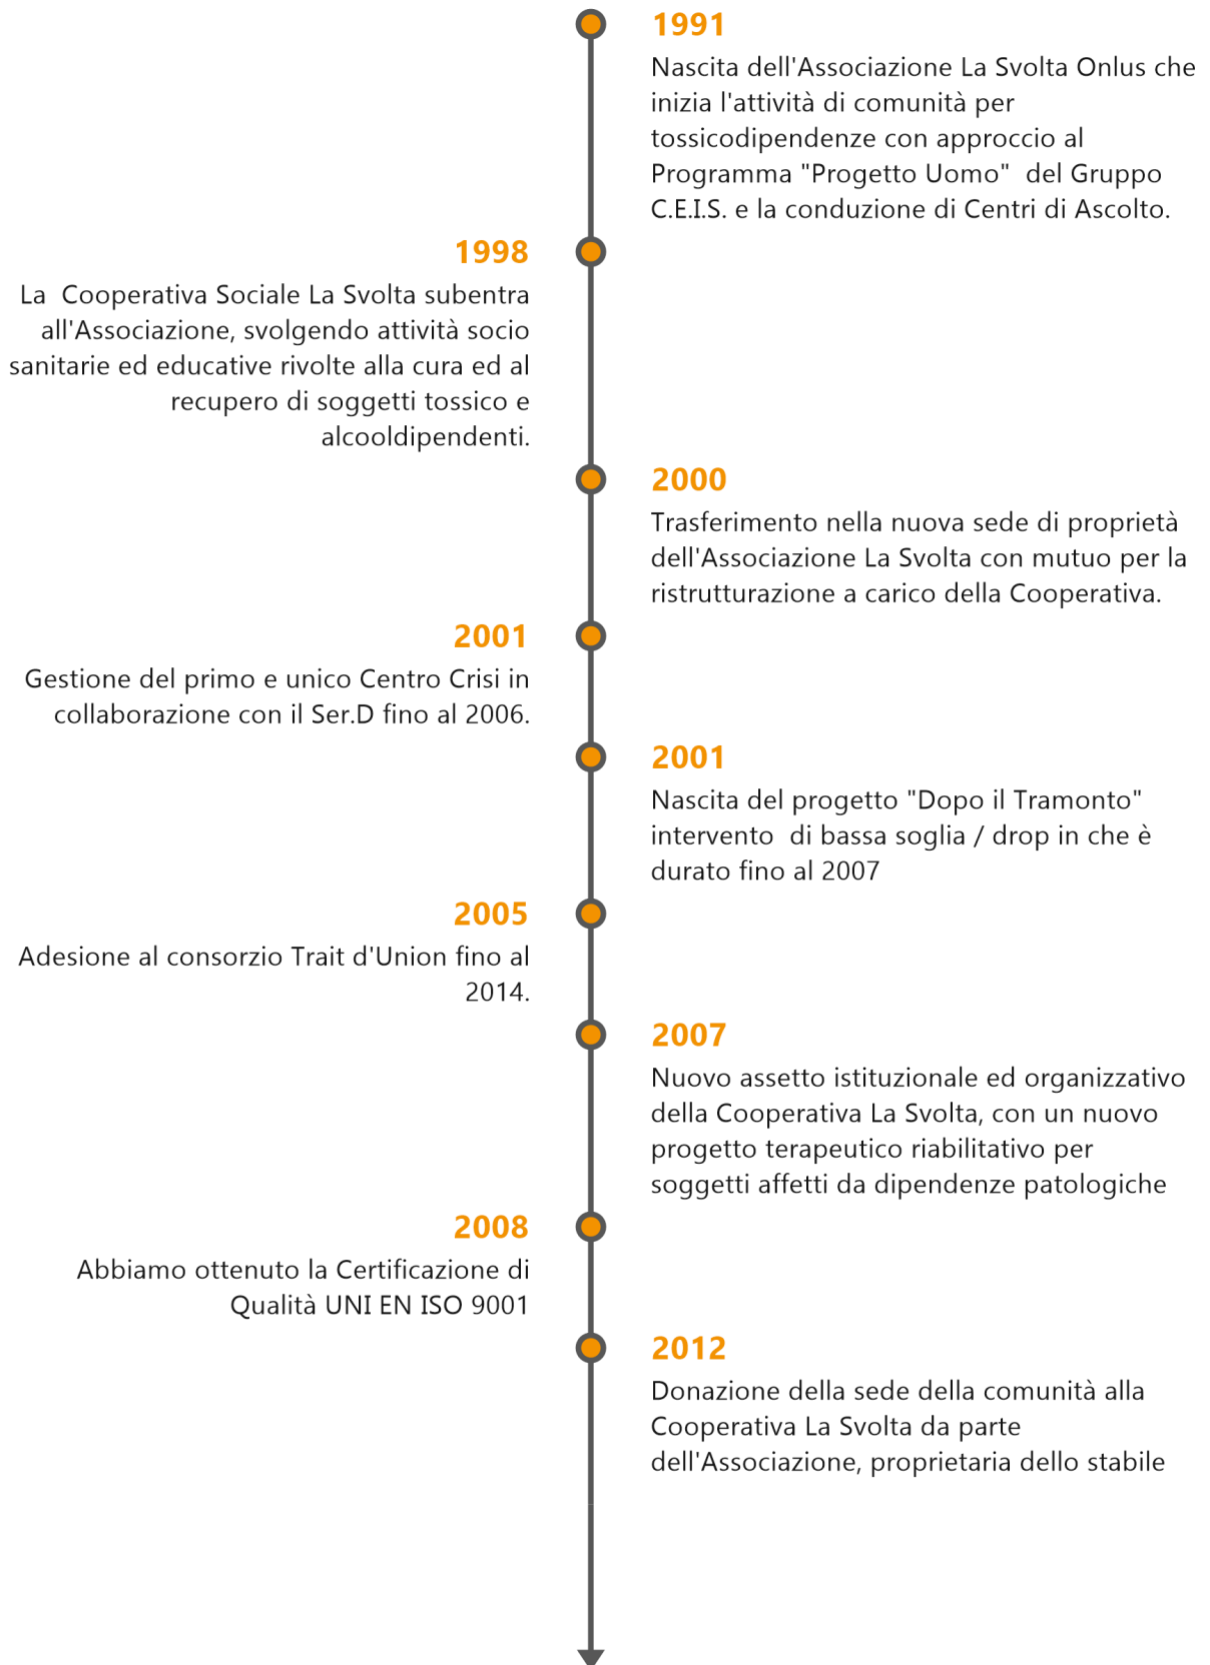 1991
Nascita dell'Associazione La Svolta Onlus che
inizia l'attività di comunità per
tossicodipendenze con approccio al
Programma "Progetto Uomo"  del Gruppo
C.E.I.S. e la conduzione di Centri di Ascolto.
1998
La  Cooperativa Sociale La Svolta subentra
all'Associazione, svolgendo attività socio
sanitarie ed educative rivolte alla cura ed al
recupero di soggetti tossico e
alcooldipendenti.
2000
Trasferimento nella nuova sede di proprietà
dell'Associazione La Svolta con mutuo per la
ristrutturazione a carico della Cooperativa.
2001
Gestione del primo e unico Centro Crisi in
collaborazione con il Ser.D fino al 2006.
2001
Nascita del progetto "Dopo il Tramonto"
intervento  di bassa soglia / drop in che è
durato fino al 2007
2005
Adesione al consorzio Trait d'Union fino al
2014.
2007
Nuovo assetto istituzionale ed organizzativo
della Cooperativa La Svolta, con un nuovo
progetto terapeutico riabilitativo per
soggetti affetti da dipendenze patologiche
2008
Abbiamo ottenuto la Certificazione di
Qualità UNI EN ISO 9001
2012
Donazione della sede della comunità alla
Cooperativa La Svolta da parte
dell'Associazione, proprietaria dello stabile